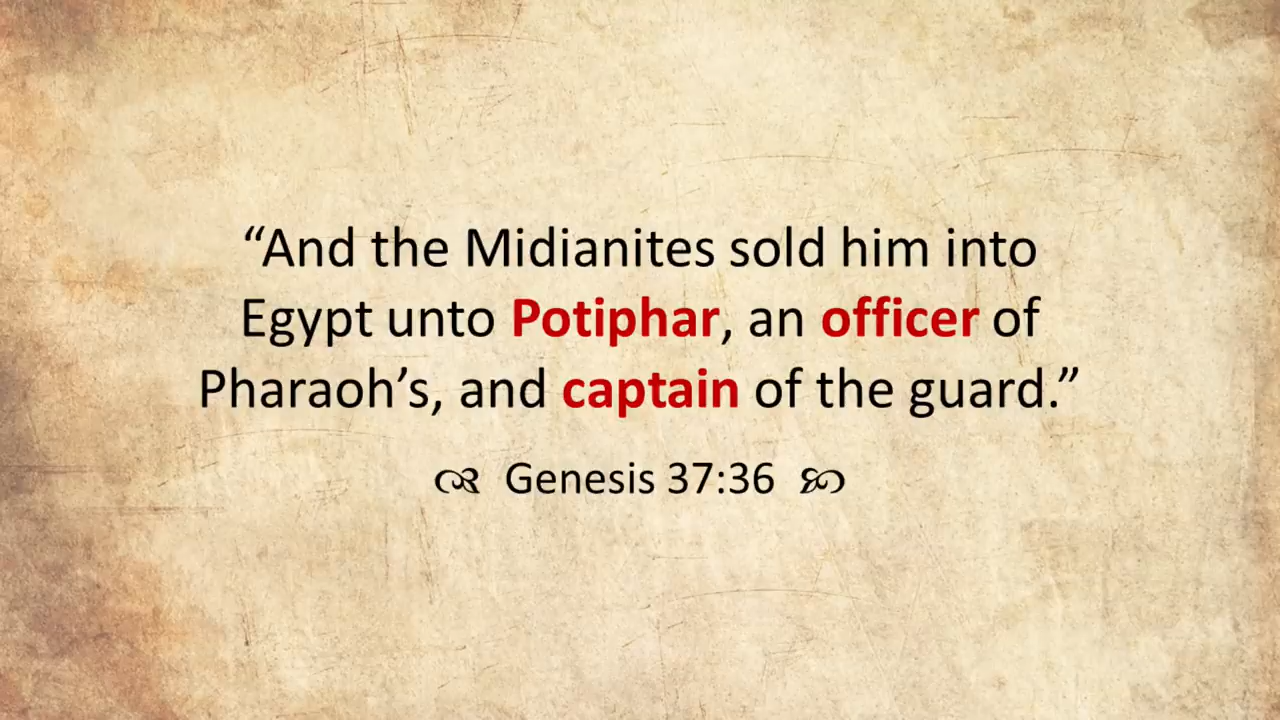 “And the Midianites sold him into
Egypt unto Potiphar, an officer of
Pharaoh’s, and captain of the guard.”
Genesis 37:36